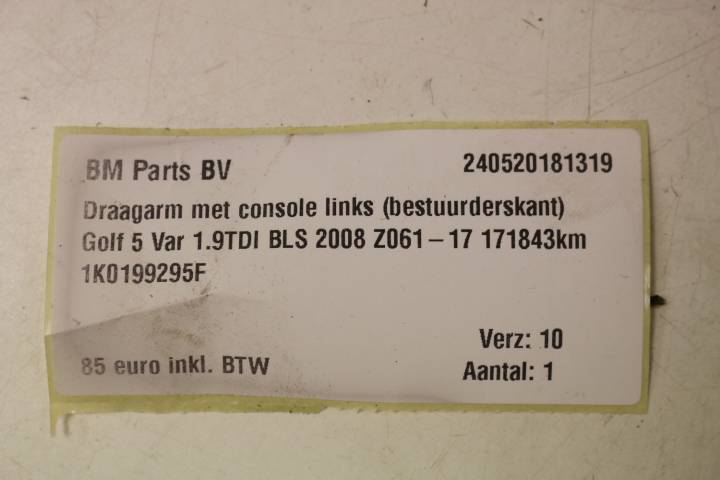 BM Parts BV 240520181319
Draagarm met console links (bestuurderskant)
Golf 5 Var 1.9TDI BLS 2008 Z061-17 171843km
1K0199295F
Verz: 10
85 euro inkl. BTW Aantal: 1